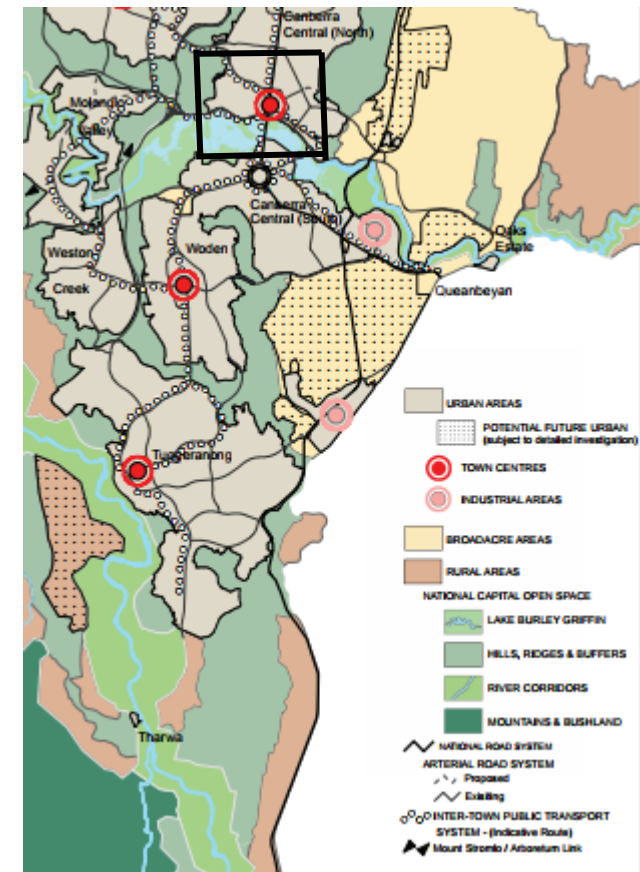 Canberra
Central (North)
Molonglo
Valley
Canberra
Central (South)
Oaks
Estate
Weston
Creek
Woden
Queanbeyan
Tuggeranong
Tharwa
URBAN AREAS
POTENTIAL FUTURE URBAN
(subject to detailed investigation)
TOWN CENTRES
INDUSTRIAL AREAS
BROADACRE AREAS
RURAL AREAS
NATIONAL CAPITAL OPEN SPACE
LAKE BURLEY GRIFFIN
HILLS, RIDGES & BUFFERS
RIVER CORRIDORS
MOUNTAINS & BUSHLAND
NATIONAL ROAD SYSTEM
ARTERIAL ROAD SYSTEM
Proposed
Exisiting
INTER-TOWN PUBLIC TRANSPORT
SYSTEM - (Indicative Route)
Mount Stromlo / Arboretum Link